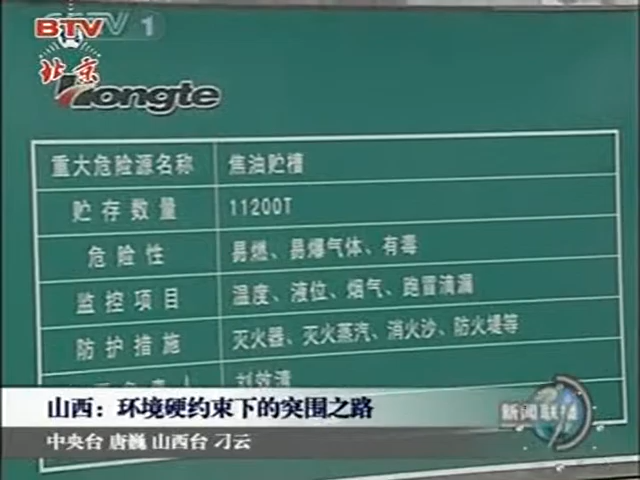 BTV
CCTV 1
北京
Hongte
重大危险源名称 焦油贮槽
贮存数量 11200T
危险性 易燃、易爆气体、有毒
监控项目 温度、液位、烟气、跑冒滴漏
防护措施 灭火器、灭火蒸汽、消火沙、防火堤等
人
山西：环境硬约束下的突围之路
新闻联播
中央台 唐巍 山西台 刁云